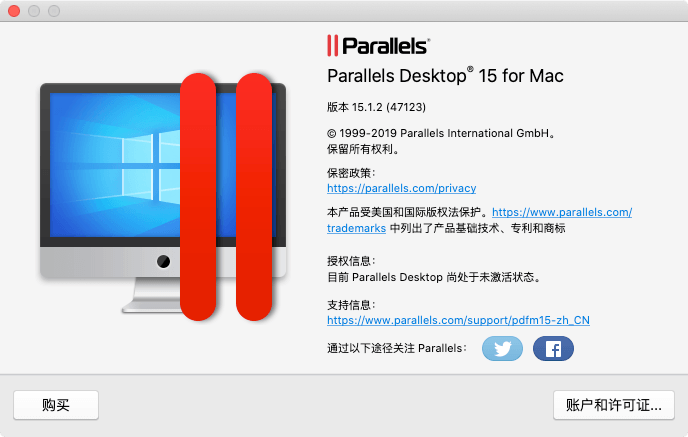 Parallels®
Parallels Desktop® 15 for Mac
版本 15.1.2 (47123)
© 1999-2019 Parallels International GmbH。
保留所有权利。
保密政策：
https://parallels.com/privacy
本产品受美国和国际版权法保护。https://www.parallels.com/
trademarks 中列出了产品基础技术、专利和商标
授权信息：
目前 Parallels Desktop 尚处于未激活状态。
支持信息：
https://www.parallels.com/support/pdfm15-zh_CN
通过以下途径关注 Parallels：
购买
账户和许可证...